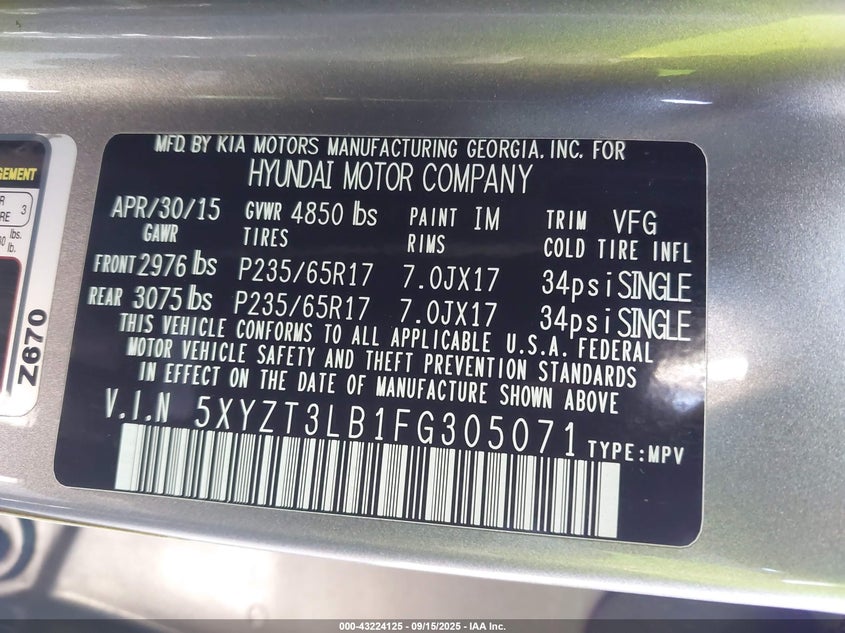 MFD. BY KIA MOTORS MANUFACTURING GEORGIA, INC. FOR
HYUNDAI MOTOR COMPANY
APR/30/15 GVWR 4850 lbs PAINT IM TRIM VFG
GAWR TIRES RIMS COLD TIRE INFL
FRONT 2976 lbs P235/65R17 7.0JX17 34psi SINGLE
REAR 3075 lbs P235/65R17 7.0JX17 34psi SINGLE
THIS VEHICLE CONFORMS TO ALL APPLICABLE U.S.A. FEDERAL
MOTOR VEHICLE SAFETY AND THEFT PREVENTION STANDARDS
IN EFFECT ON THE DATE OF MANUFACTURE SHOWN ABOVE
V.I.N 5XYZT3LB1FG305071 TYPE:MPV
3
lbs.
lb.
Z670
000-43224125 - 09/15/2025 - IAA Inc.